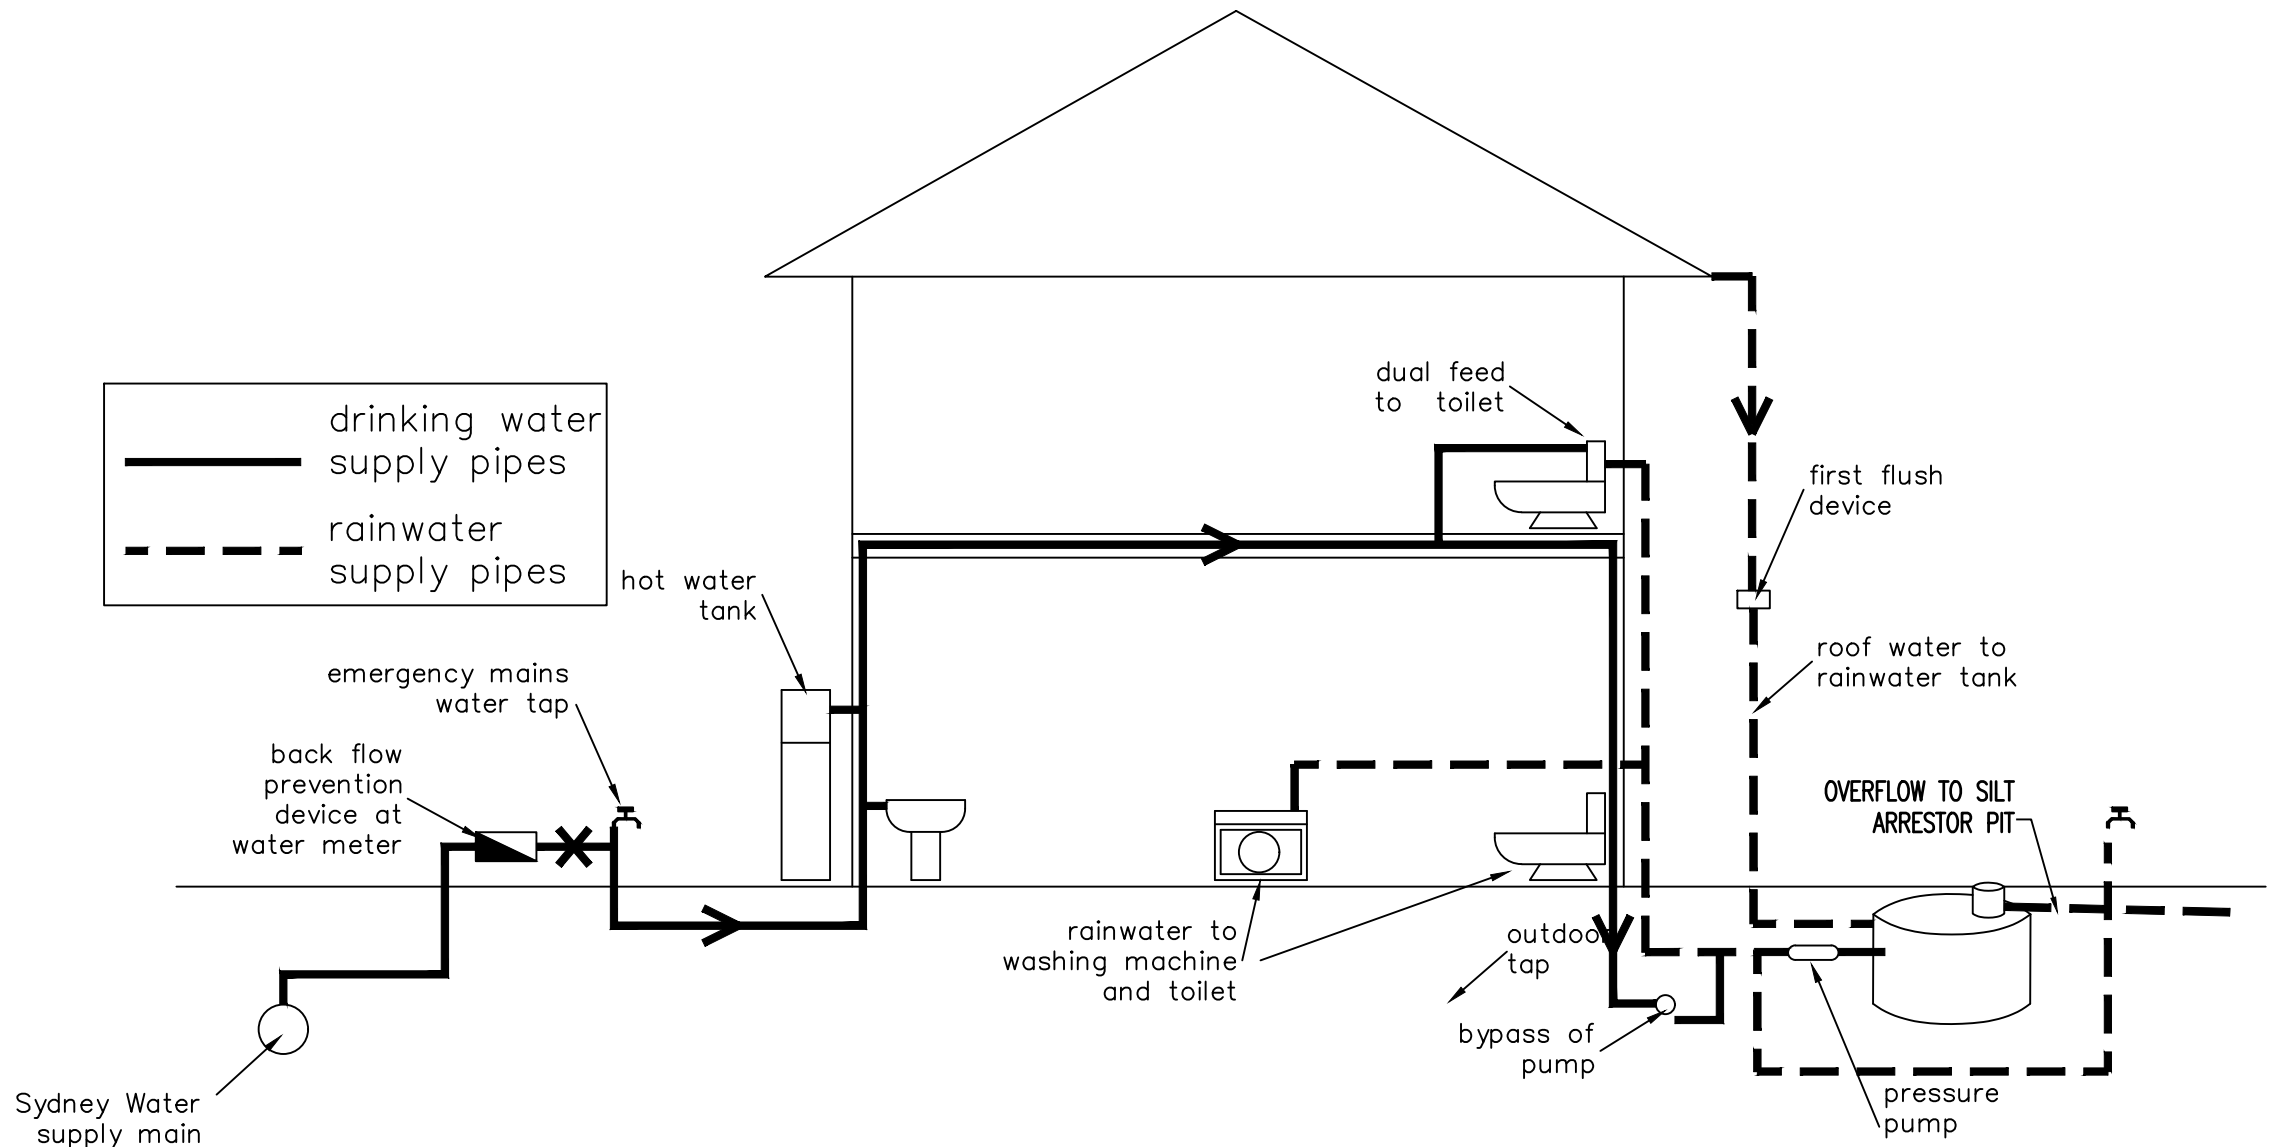 drinking water
supply pipes
rainwater
supply pipes
dual feed
to toilet
first flush
device
hot water
tank
roof water to
rainwater tank
emergency mains
water tap
back flow
prevention
device at
water meter
OVERFLOW TO SILT
ARRESTOR PIT
rainwater to
washing machine
and toilet
outdoor
tap
bypass of
pump
pressure
pump
Sydney Water
supply main